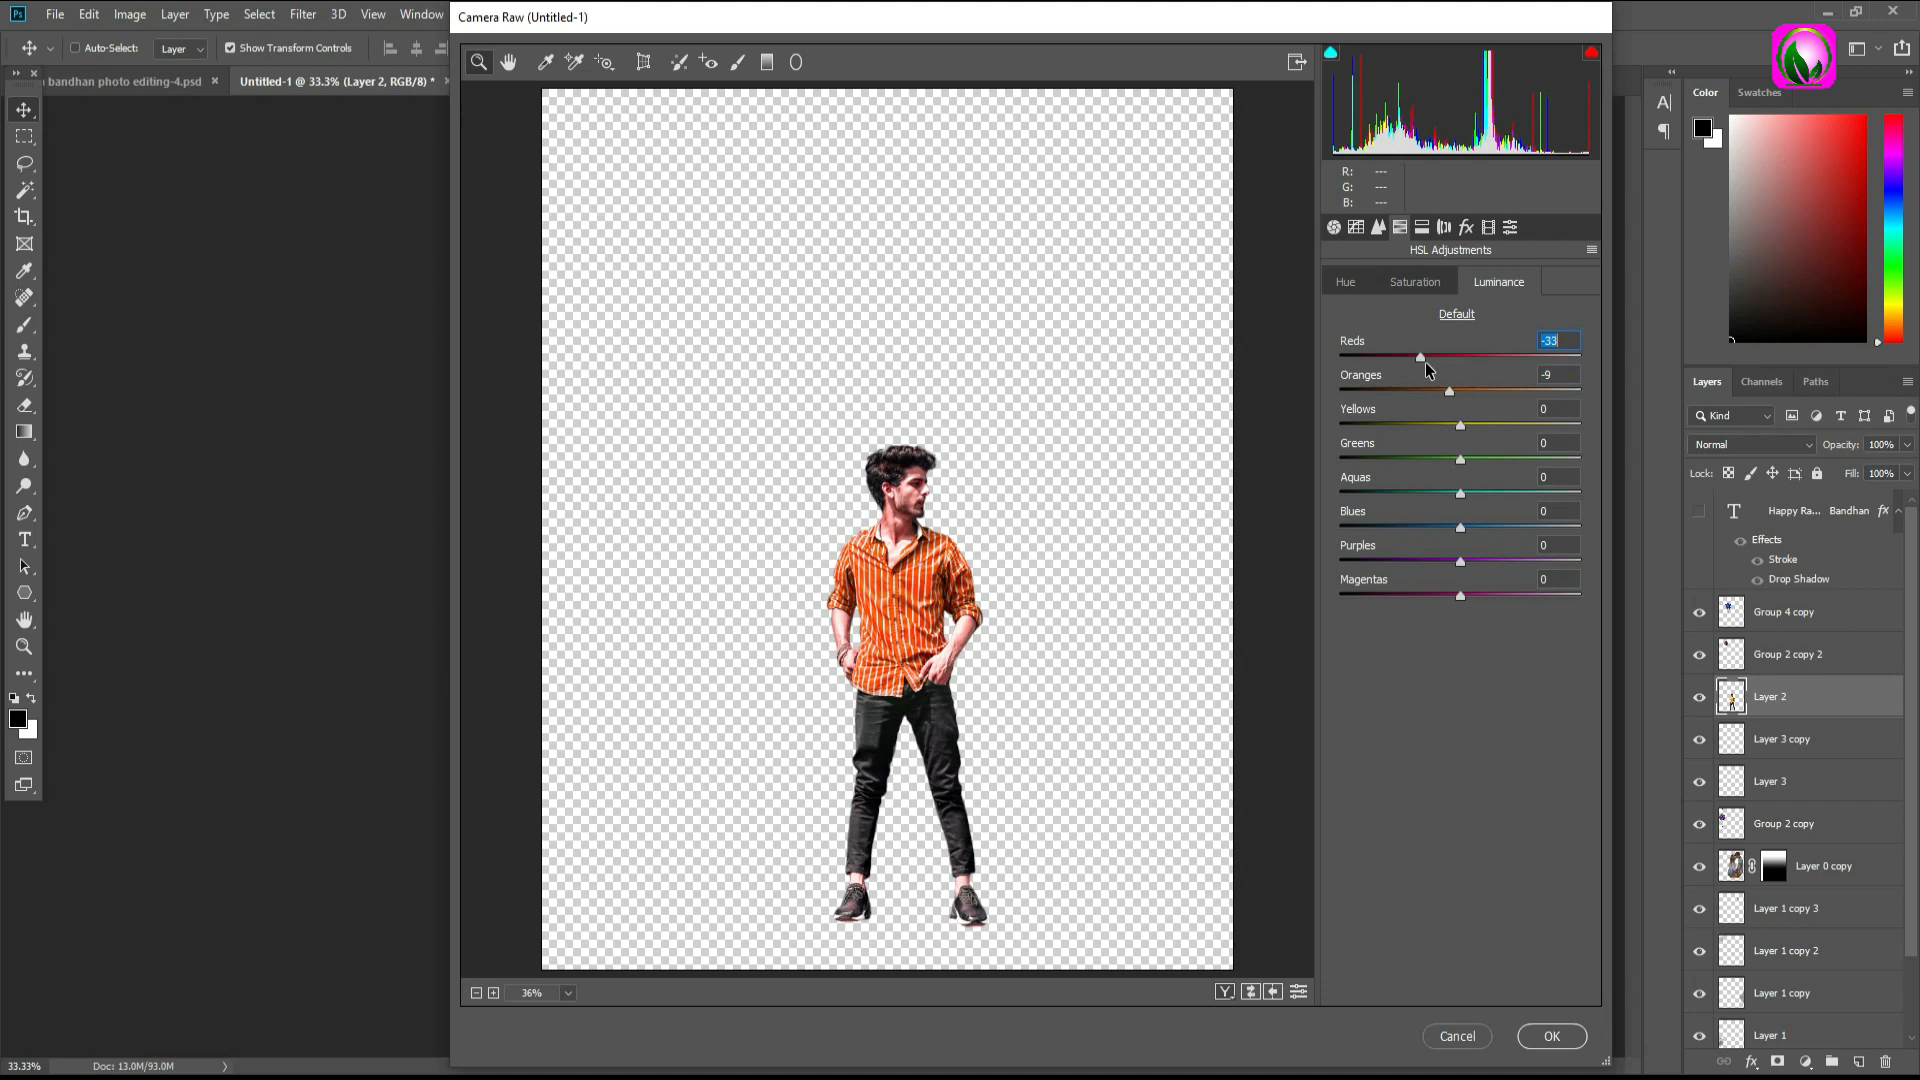 Ps File Edit Image Layer Type Select Filter 3D View Window
Camera Raw (Untitled-1)
Auto-Select: Layer Show Transform Controls
bandhan photo editing-4.psd × Untitled-1 @ 33.3% (Layer 2, RGB/8) *
R: ---
G: ---
B: ---
HSL Adjustments
Hue Saturation Luminance
Default
Reds -33
Oranges -9
Yellows 0
Greens 0
Aquas 0
Blues 0
Purples 0
Magentas 0
36%
Cancel OK
Color Swatches
Layers Channels Paths
Kind
Normal Opacity: 100%
Lock: Fill: 100%
Happy Ra... Bandhan fx
Effects
Stroke
Drop Shadow
Group 4 copy
Group 2 copy 2
Layer 2
Layer 3 copy
Layer 3
Group 2 copy
Layer 0 copy
Layer 1 copy 3
Layer 1 copy 2
Layer 1 copy
Layer 1
33.33% Doc: 13.0M/93.0M